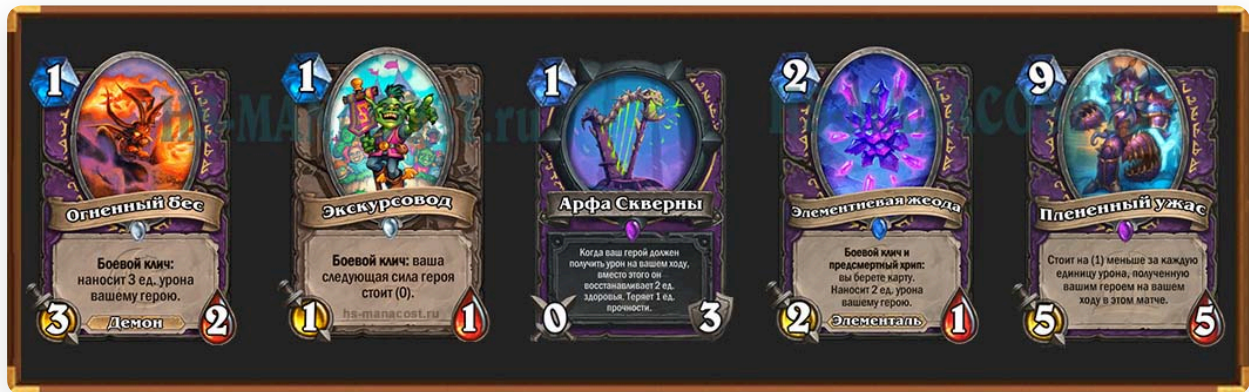 1
Огненный бес
Боевой клич:
наносит 3 ед. урона
вашему герою.
3
Демон
2
1
Экскурсовод
Боевой клич: ваша
следующая сила героя
стоит (0).
hs-manacost.ru
1
1
1
Арфа Скверны
Когда ваш герой должен
получить урон на вашем ходу,
вместо этого он
восстанавливает 2 ед.
здоровья. Теряет 1 ед.
прочности.
0
3
2
Элементиевая жеода
Боевой клич и
предсмертный хрип:
вы берете карту.
Наносит 2 ед. урона
вашему герою.
2
Элементаль
1
9
Плененный ужас
Стоит на (1) меньше за каждую
единицу урона, полученную
вашим героем на вашем
ходу в этом матче.
5
5